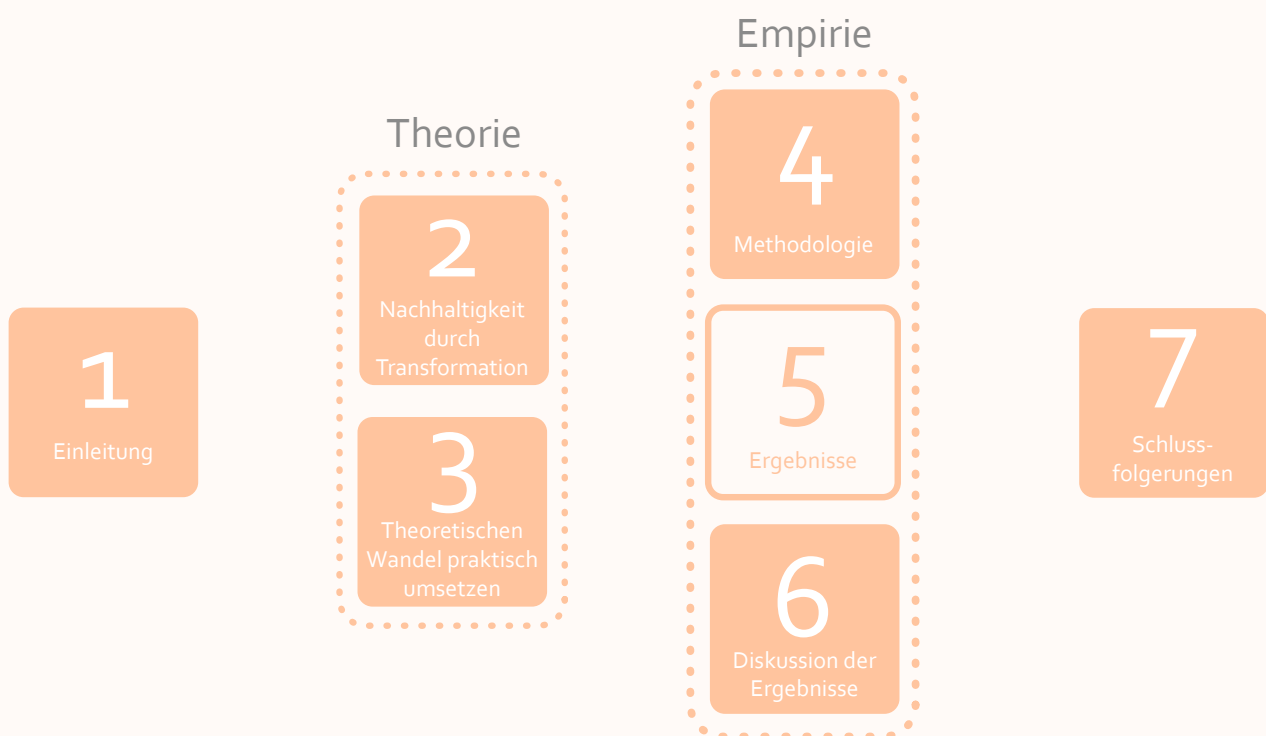 1
Einleitung
Theorie
2
Nachhaltigkeit
durch
Transformation
3
Theoretischen
Wandel praktisch
umsetzen
Empirie
4
Methodologie
5
Ergebnisse
6
Diskussion der
Ergebnisse
7
Schluss-
folgerungen